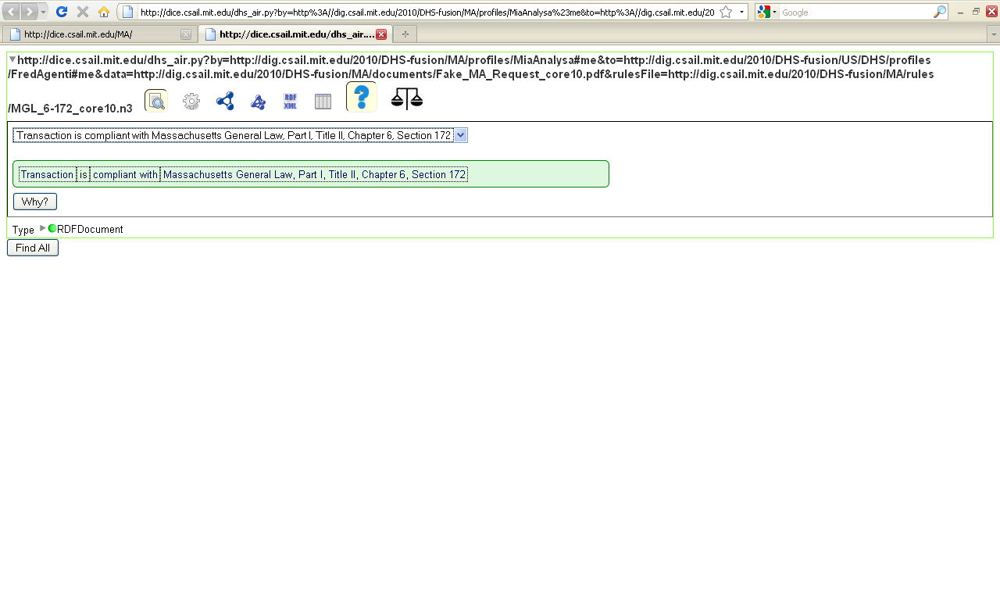 http://dice.csail.mit.edu/dhs_air.py?by=http%3A//dig.csail.mit.edu/2010/DHS-fusion/MA/profiles/MiaAnalysa%23me&to=http%3A//dig.csail.mit.edu/20
Google
http://dice.csail.mit.edu/MA/
http://dice.csail.mit.edu/dhs_air....
http://dice.csail.mit.edu/dhs_air.py?by=http://dig.csail.mit.edu/2010/DHS-fusion/MA/profiles/MiaAnalysa#me&to=http://dig.csail.mit.edu/2010/DHS-fusion/US/DHS/profiles
/FredAgenti#me&data=http://dig.csail.mit.edu/2010/DHS-fusion/MA/documents/Fake_MA_Request_core10.pdf&rulesFile=http://dig.csail.mit.edu/2010/DHS-fusion/MA/rules
/MGL_6-172_core10.n3
RDF
XML
?
Transaction is compliant with Massachusetts General Law, Part I, Title II, Chapter 6, Section 172
Transaction is compliant with Massachusetts General Law, Part I, Title II, Chapter 6, Section 172
Why?
Type RDFDocument
Find All